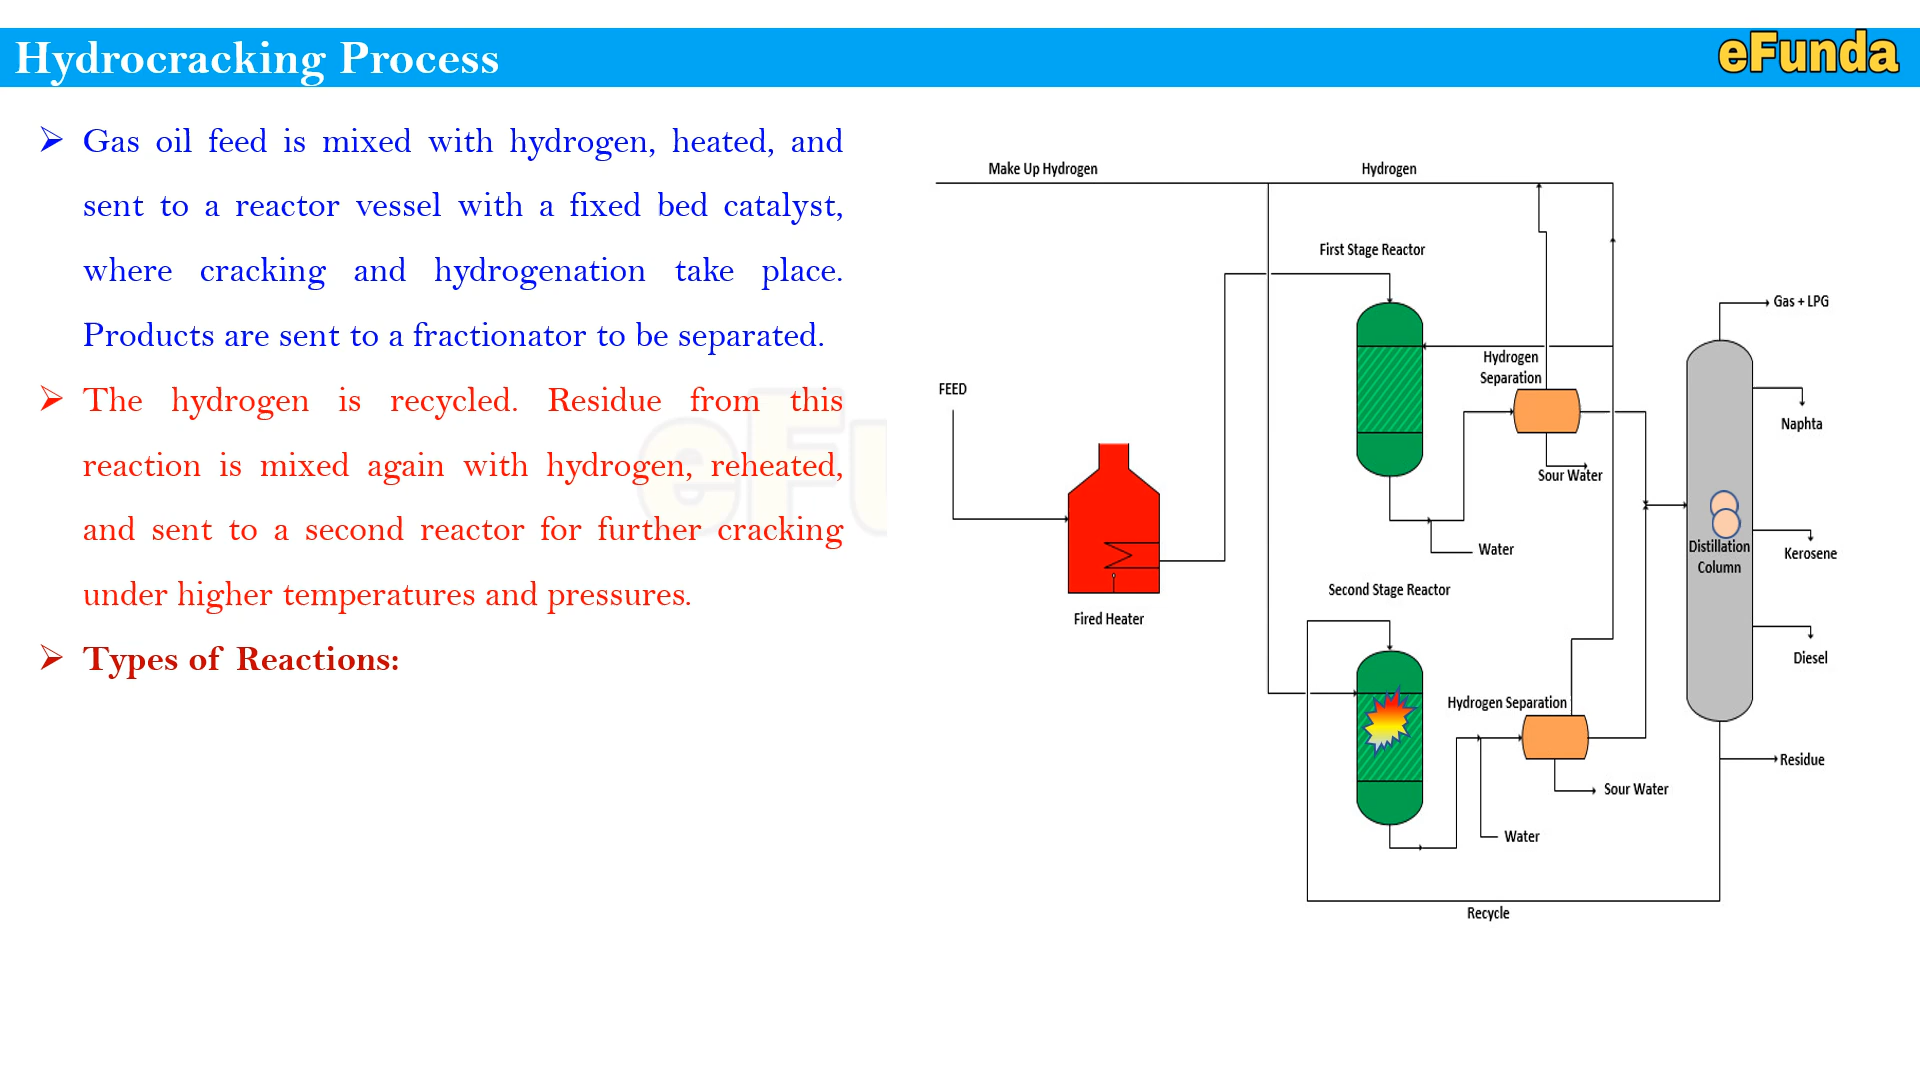 Hydrocracking Process
eFunda
Gas oil feed is mixed with hydrogen, heated, and
sent to a reactor vessel with a fixed bed catalyst,
where cracking and hydrogenation take place.
Products are sent to a fractionator to be separated.
The hydrogen is recycled. Residue from this
reaction is mixed again with hydrogen, reheated,
and sent to a second reactor for further cracking
under higher temperatures and pressures.
Types of Reactions:
eFu
Make Up Hydrogen
Hydrogen
First Stage Reactor
Gas + LPG
Hydrogen
Separation
FEED
Naphta
Sour Water
Water
Distillation
Column
Kerosene
Second Stage Reactor
Fired Heater
Diesel
Hydrogen Separation
Residue
Sour Water
Water
Recycle